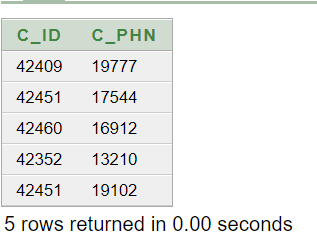 C_ID C_PHN
42409 19777
42451 17544
42460 16912
42352 13210
42451 19102
5 rows returned in 0.00 seconds